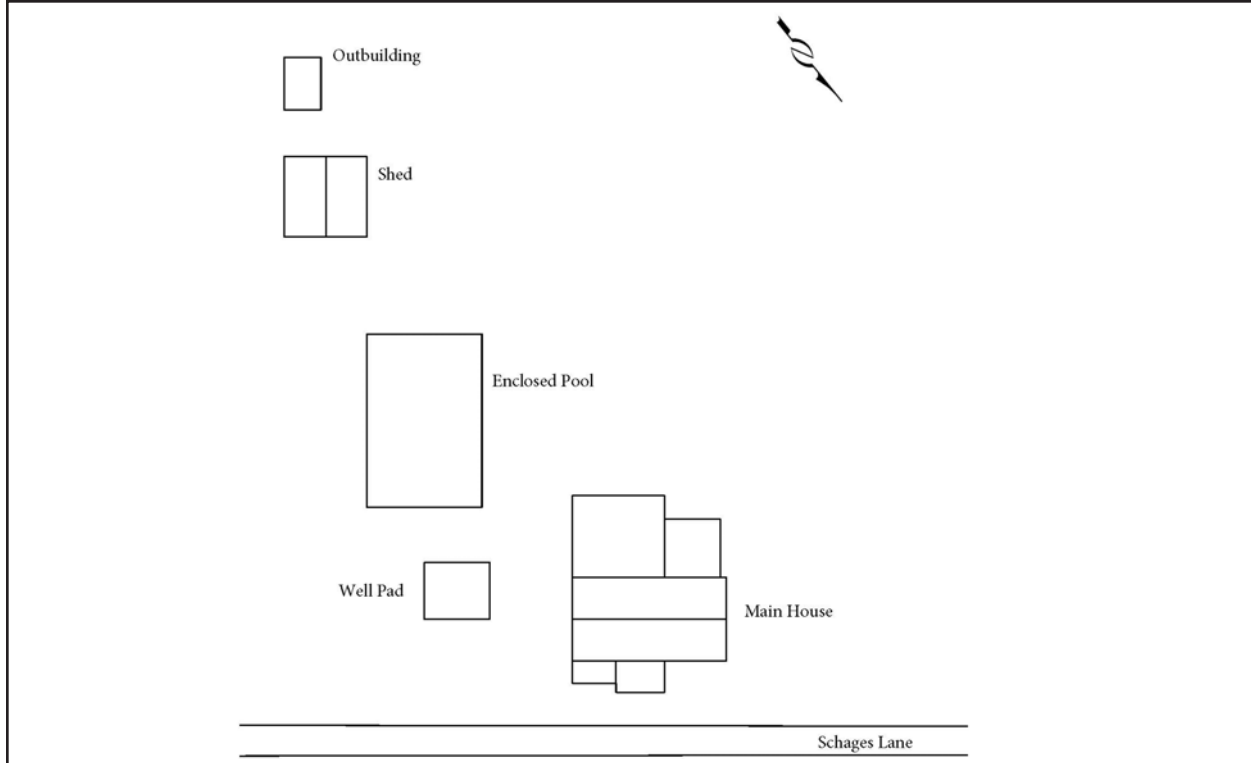 Outbuilding
Shed
Enclosed Pool
Well Pad
Main House
Schages Lane